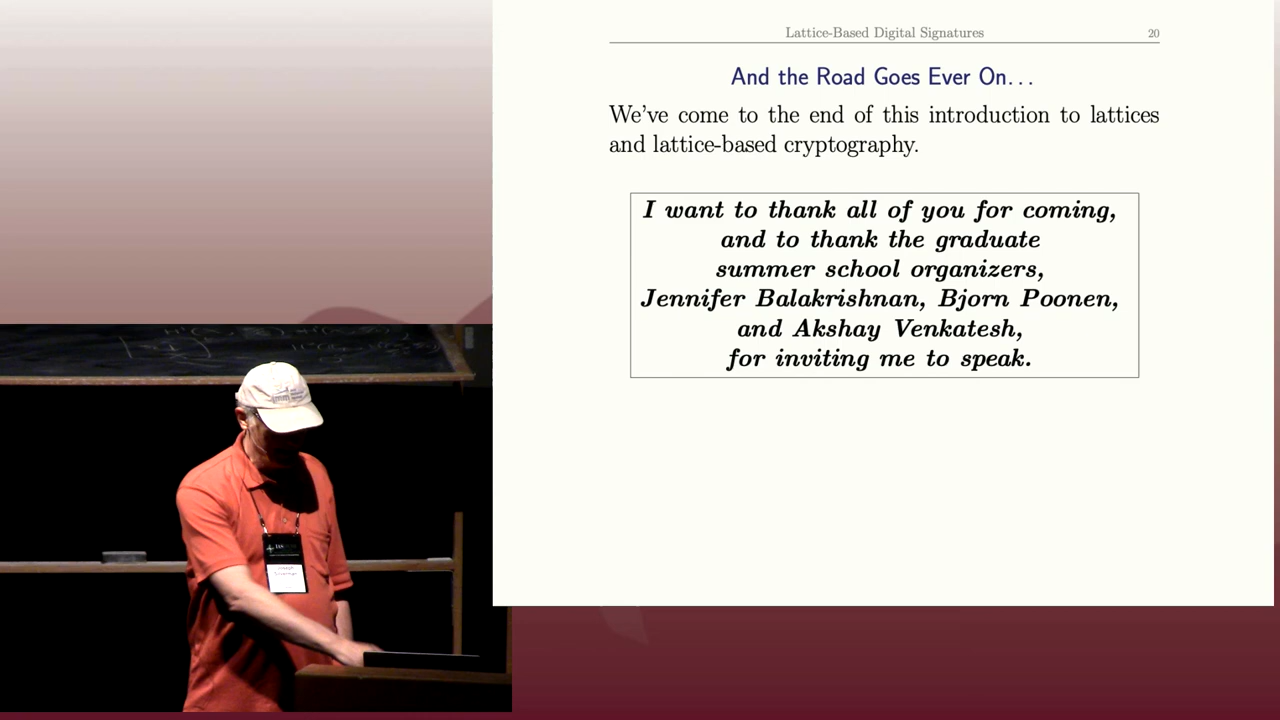 Lattice-Based Digital Signatures 20
And the Road Goes Ever On...
We've come to the end of this introduction to lattices
and lattice-based cryptography.
I want to thank all of you for coming,
and to thank the graduate
summer school organizers,
Jennifer Balakrishnan, Bjorn Poonen,
and Akshay Venkatesh,
for inviting me to speak.